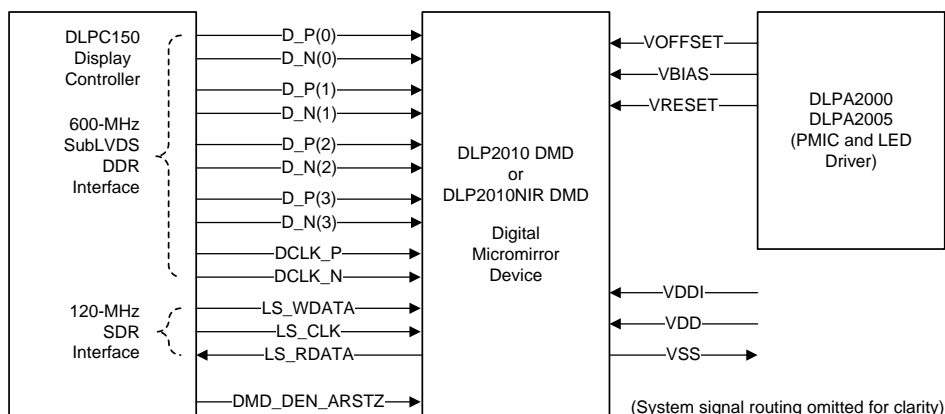 DLPC150
Display
Controller
600-MHz
SubLVDS
DDR
Interface
120-MHz
SDR
Interface
D_P(0)
D_N(0)
D_P(1)
D_N(1)
D_P(2)
D_N(2)
D_P(3)
D_N(3)
DCLK_P
DCLK_N
LS_WDATA
LS_CLK
LS_RDATA
DMD_DEN_ARSTZ
DLP2010 DMD
or
DLP2010NIR DMD
Digital
Micromirror
Device
VOFFSET
VBIAS
VRESET
VDDI
VDD
VSS
DLPA2000
DLPA2005
(PMIC and LED
Driver)
(System signal routing omitted for clarity)